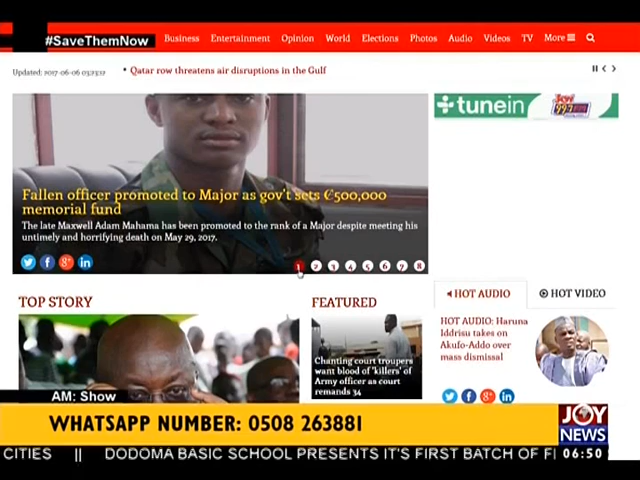 #SaveThemNow
Business Entertainment Opinion World Elections Photos Audio Videos TV More
Updated: 2017-06-06 03:23:12
• Qatar row threatens air disruptions in the Gulf
tunein
Joy
99.7
Fallen officer promoted to Major as gov't sets €500,000
memorial fund
The late Maxwell Adam Mahama has been promoted to the rank of a Major despite meeting his
untimely and horrifying death on May 29, 2017.
1 2 3 4 5 6 7 8
TOP STORY
FEATURED
Chanting court troupers
want blood of 'killers' of
Army officer as court
remands 34
HOT AUDIO
HOT VIDEO
HOT AUDIO: Haruna
Iddrisu takes on
Akufo-Addo over
mass dismissal
AM: Show
WHATSAPP NUMBER: 0508 263881
JOY
NEWS
CITIES || DODOMA BASIC SCHOOL PRESENTS IT'S FIRST BATCH OF
06:50